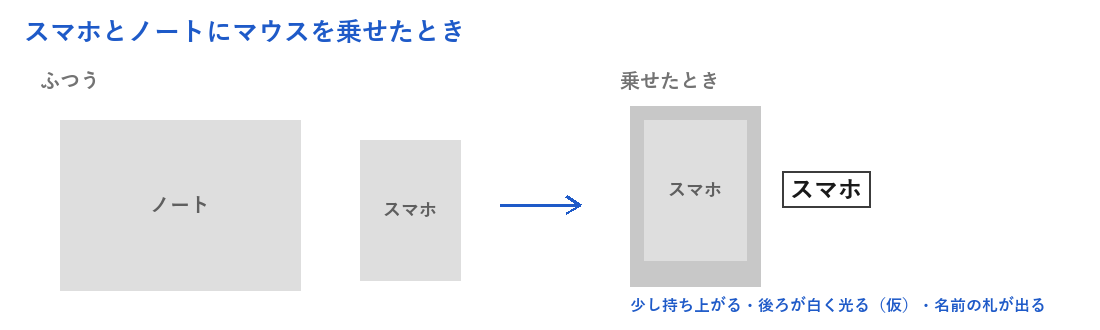 スマホとノートにマウスを乗せたとき
ふつう
乗せたとき
ノート
スマホ
スマホ
スマホ
少し持ち上がる・後ろが白く光る（仮）・名前の札が出る